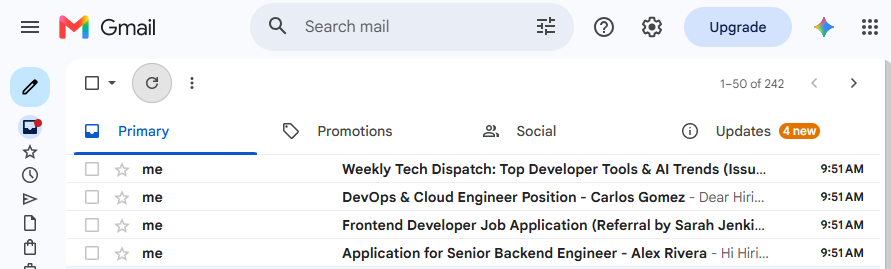 Gmail
Search mail
Upgrade
1–50 of 242
Primary
Promotions
Social
Updates 4 new
me Weekly Tech Dispatch: Top Developer Tools & AI Trends (Issu... 9:51 AM
me DevOps & Cloud Engineer Position - Carlos Gomez - Dear Hiri... 9:51 AM
me Frontend Developer Job Application (Referral by Sarah Jenki... 9:51 AM
me Application for Senior Backend Engineer - Alex Rivera - Hi Hiri... 9:51 AM